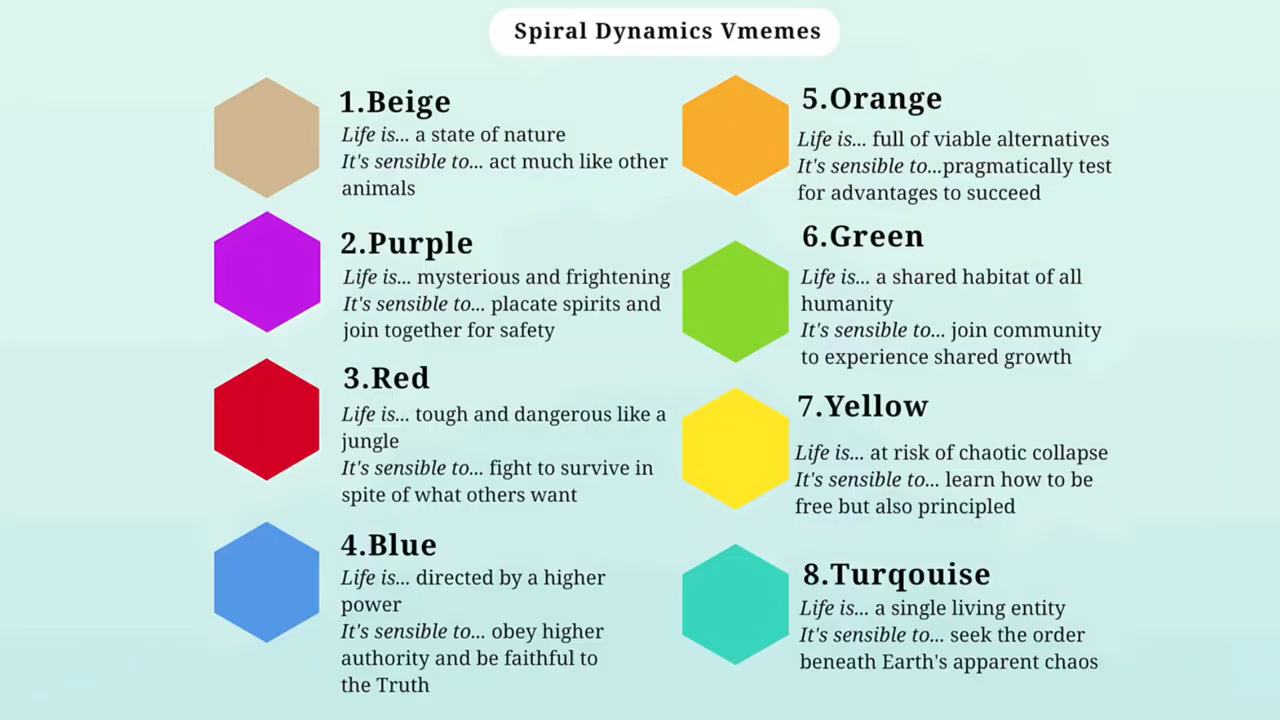 Spiral Dynamics Vmemes
1.Beige
Life is... a state of nature
It's sensible to... act much like other
animals
2.Purple
Life is... mysterious and frightening
It's sensible to... placate spirits and
join together for safety
3.Red
Life is... tough and dangerous like a
jungle
It's sensible to... fight to survive in
spite of what others want
4.Blue
Life is... directed by a higher
power
It's sensible to... obey higher
authority and be faithful to
the Truth
5.Orange
Life is... full of viable alternatives
It's sensible to...pragmatically test
for advantages to succeed
6.Green
Life is... a shared habitat of all
humanity
It's sensible to... join community
to experience shared growth
7.Yellow
Life is... at risk of chaotic collapse
It's sensible to... learn how to be
free but also principled
8.Turqouise
Life is... a single living entity
It's sensible to... seek the order
beneath Earth's apparent chaos